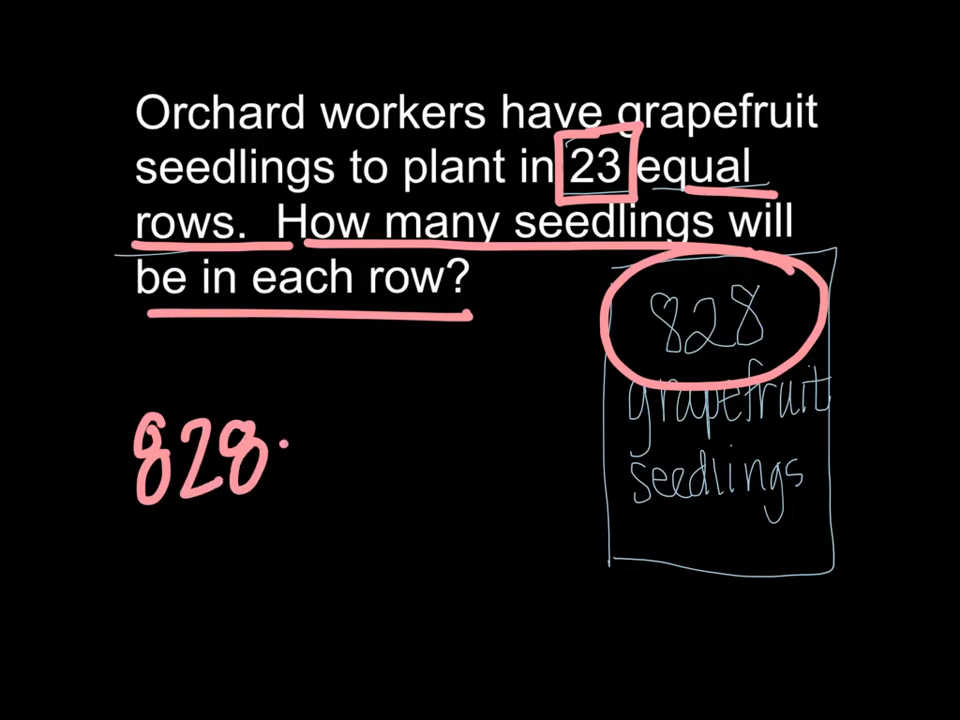 Orchard workers have grapefruit
seedlings to plant in 23 equal
rows. How many seedlings will
be in each row?
828
grapefruit
seedlings
828